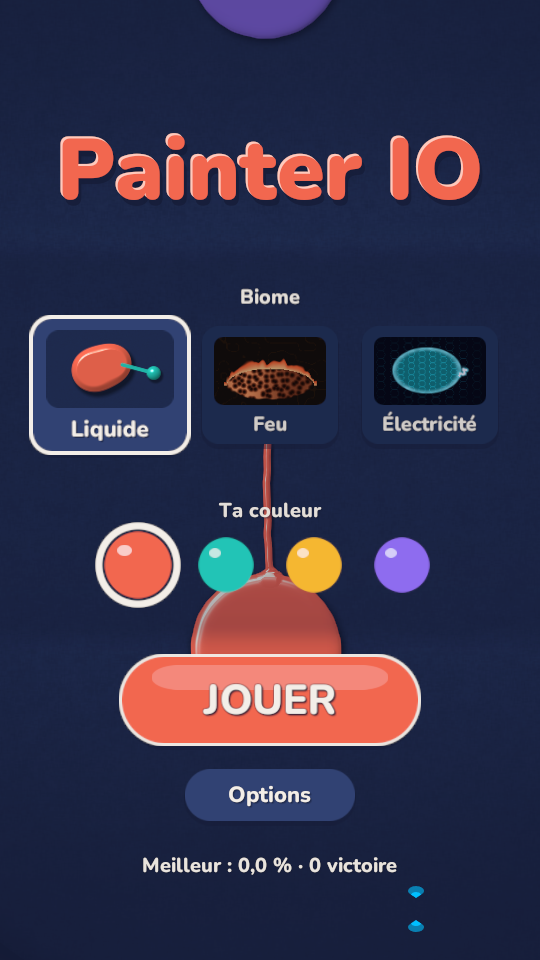 Painter IO
Biome
Liquide
Feu
Électricité
Ta couleur
JOUER
Options
Meilleur : 0,0 % · 0 victoire